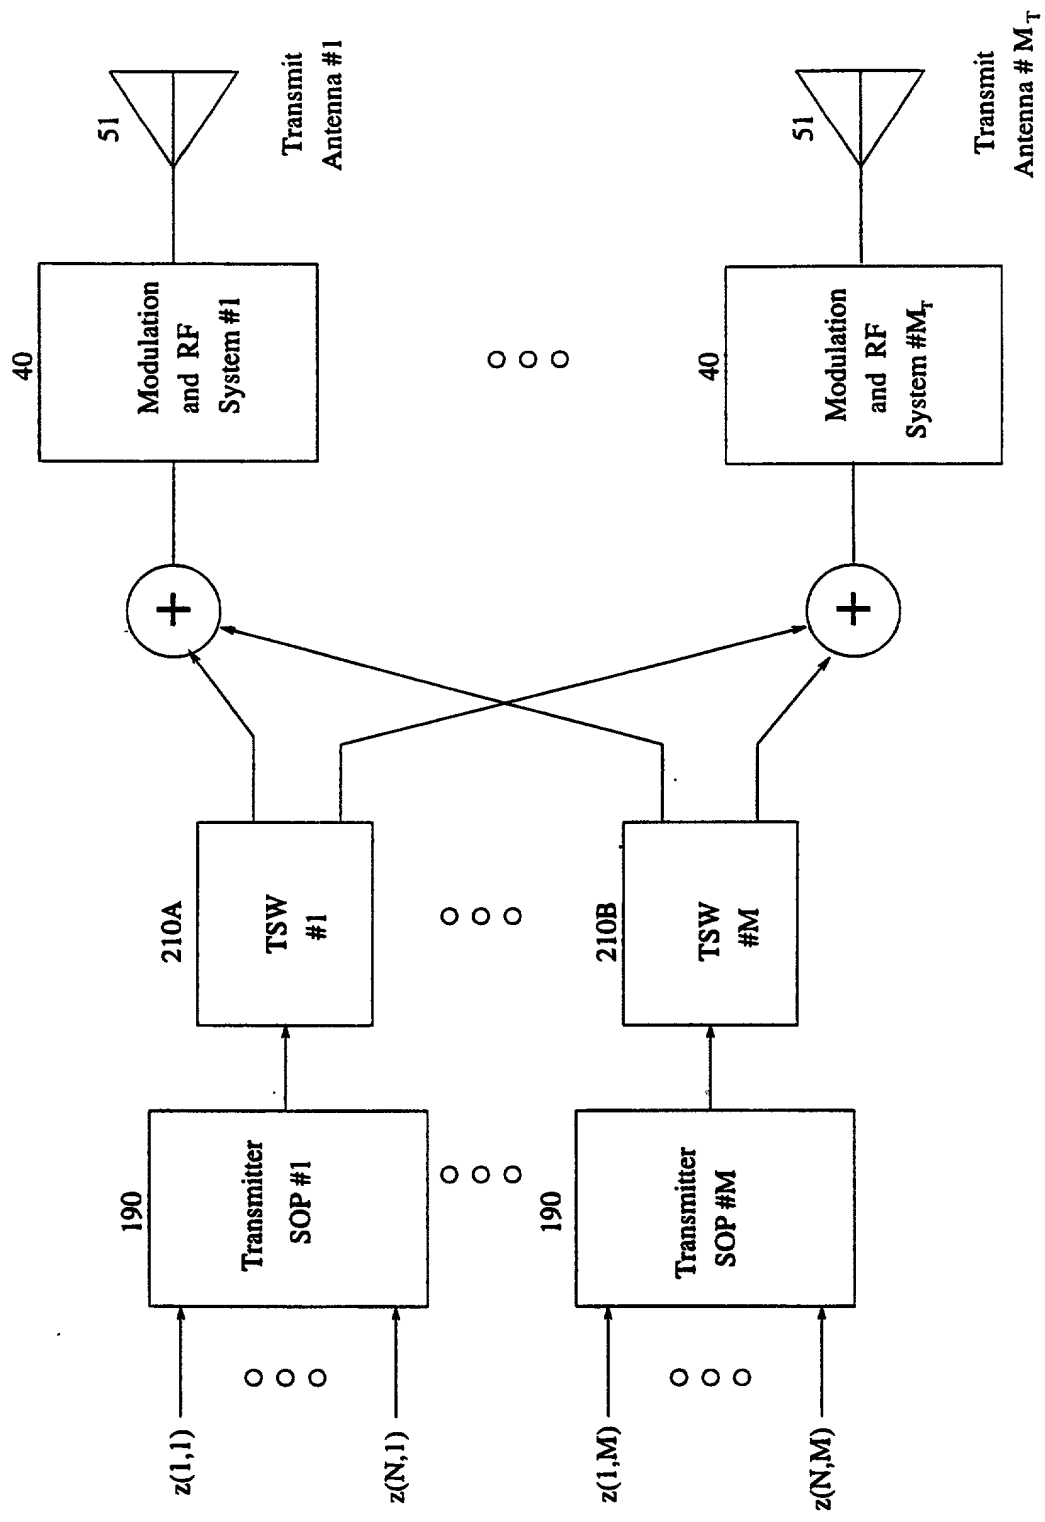 z(1,1)
z(N,1)
190
Transmitter
SOP #1
210A
TSW
#1
+
40
Modulation
and RF
System #1
51
Transmit
Antenna #1
z(1,M)
z(N,M)
190
Transmitter
SOP #M
210B
TSW
#M
+
40
Modulation
and RF
System #M_T
51
Transmit
Antenna # M_T